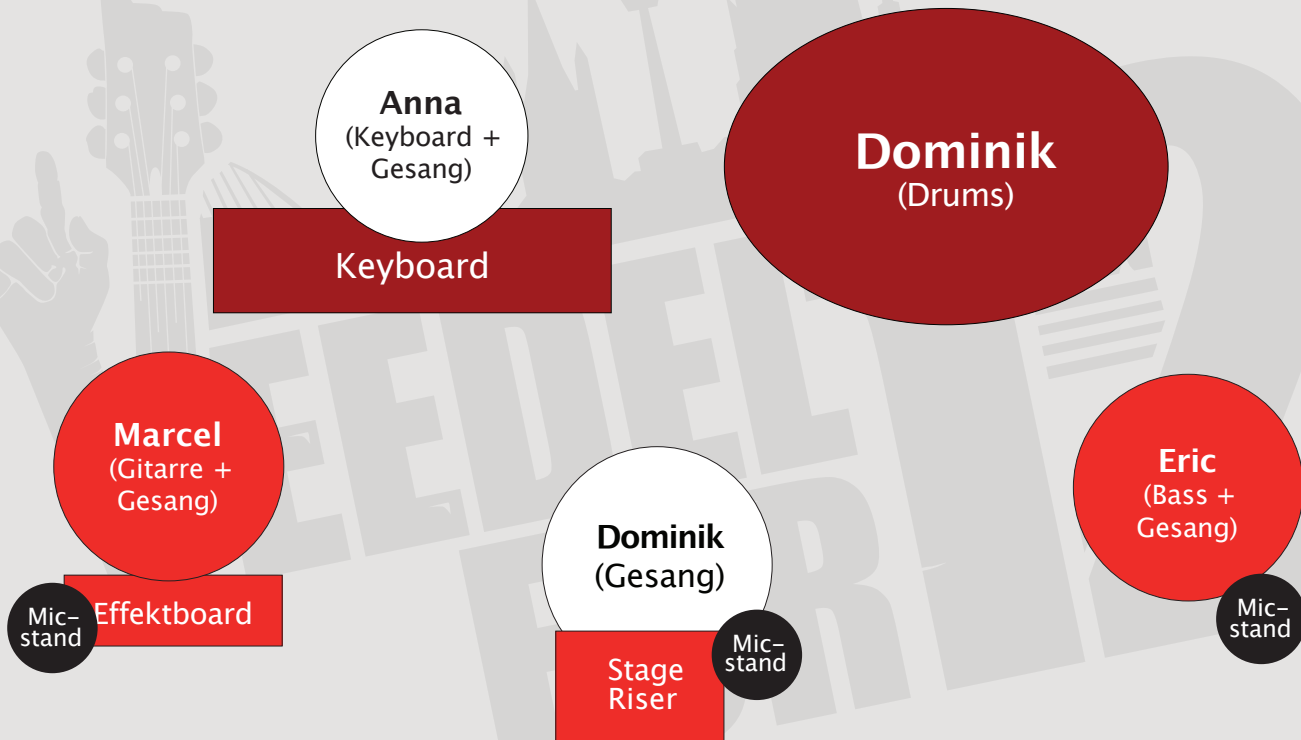 Anna
(Keyboard +
Gesang)
Keyboard
Dominik
(Drums)
Marcel
(Gitarre +
Gesang)
Effektboard
Mic-
stand
Dominik
(Gesang)
Stage
Riser
Mic-
stand
Eric
(Bass +
Gesang)
Mic-
stand